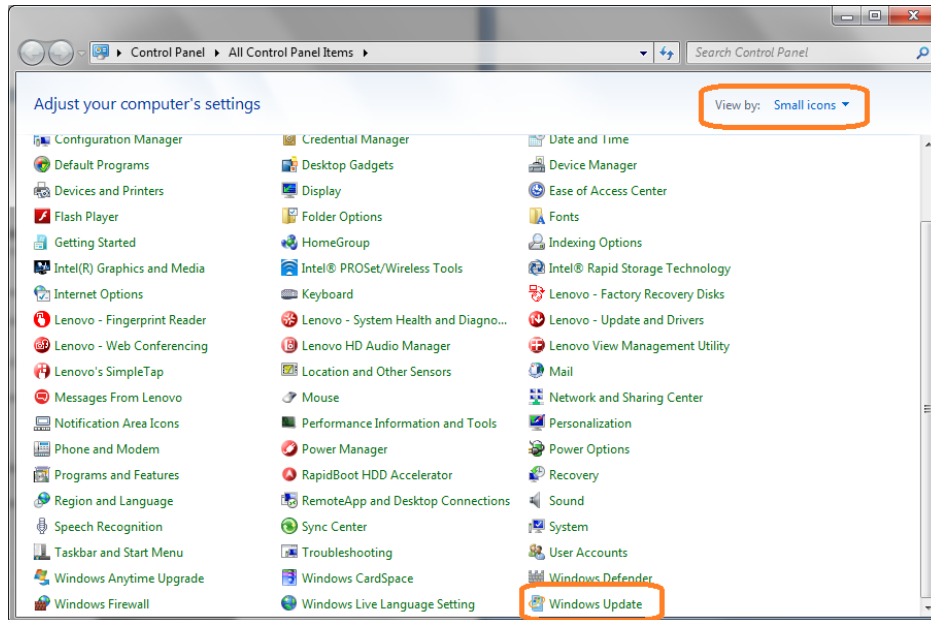 Control Panel All Control Panel Items Search Control Panel
Adjust your computer's settings View by: Small icons
Configuration Manager Credential Manager Date and Time
Default Programs Desktop Gadgets Device Manager
Devices and Printers Display Ease of Access Center
Flash Player Folder Options Fonts
Getting Started HomeGroup Indexing Options
Intel(R) Graphics and Media Intel® PROSet/Wireless Tools Intel® Rapid Storage Technology
Internet Options Keyboard Lenovo - Factory Recovery Disks
Lenovo - Fingerprint Reader Lenovo - System Health and Diagno... Lenovo - Update and Drivers
Lenovo - Web Conferencing Lenovo HD Audio Manager Lenovo View Management Utility
Lenovo's SimpleTap Location and Other Sensors Mail
Messages From Lenovo Mouse Network and Sharing Center
Notification Area Icons Performance Information and Tools Personalization
Phone and Modem Power Manager Power Options
Programs and Features RapidBoot HDD Accelerator Recovery
Region and Language RemoteApp and Desktop Connections Sound
Speech Recognition Sync Center System
Taskbar and Start Menu Troubleshooting User Accounts
Windows Anytime Upgrade Windows CardSpace Windows Defender
Windows Firewall Windows Live Language Setting Windows Update